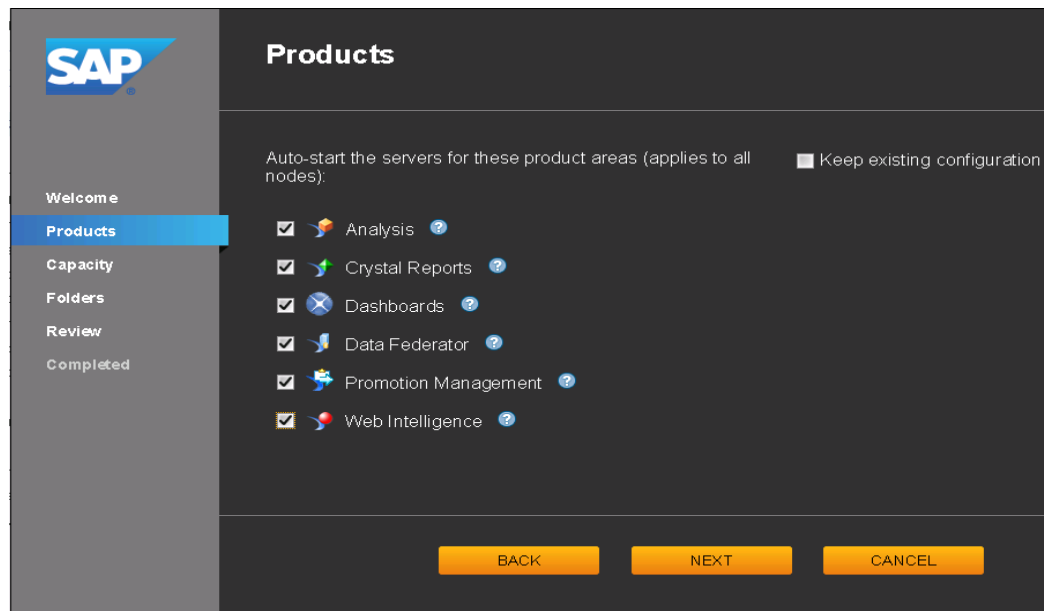 SAP
®
Products
Welcome
Products
Capacity
Folders
Review
Completed
Auto-start the servers for these product areas (applies to all
nodes):
Keep existing configuration
Analysis ?
Crystal Reports ?
Dashboards ?
Data Federator ?
Promotion Management ?
Web Intelligence ?
BACK
NEXT
CANCEL